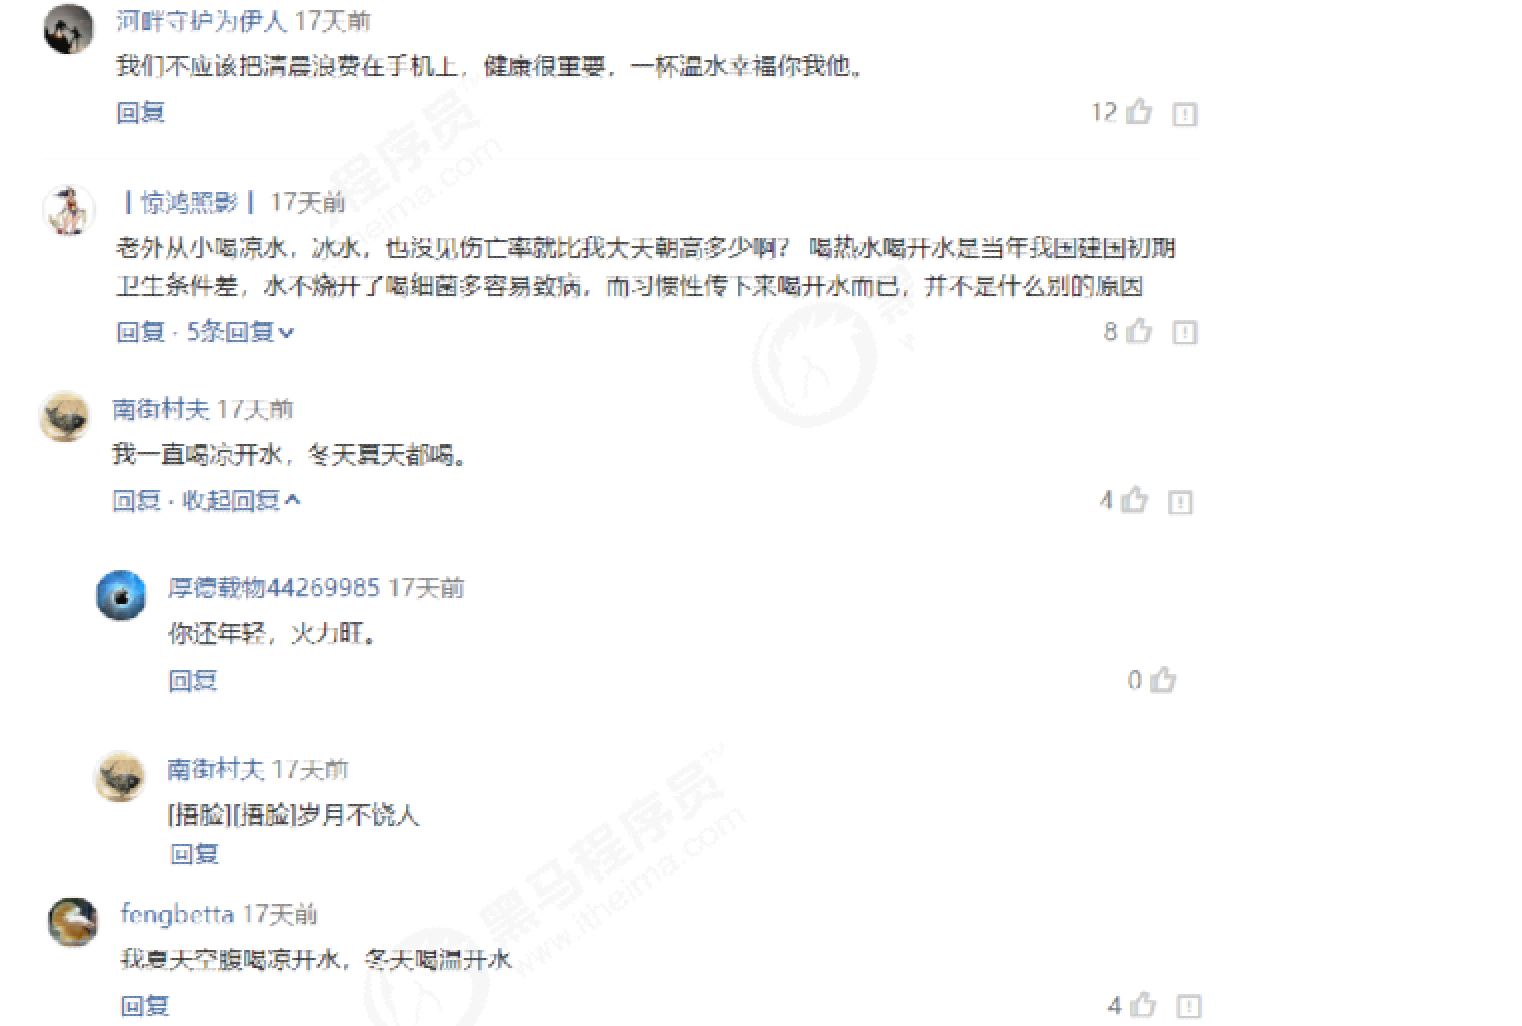 河畔守护为伊人 17天前
我们不应该把清晨浪费在手机上，健康很重要，一杯温水幸福你我他。
回复
12
丨惊鸿照影丨 17天前
老外从小喝凉水，冰水，也没见伤亡率就比我大天朝高多少啊？ 喝热水喝开水是当年我国建国初期
卫生条件差，水不烧开了喝细菌多容易致病，而习惯性传下来喝开水而已，并不是什么别的原因
回复 · 5条回复
8
南街村夫 17天前
我一直喝凉开水，冬天夏天都喝。
回复 · 收起回复
4
厚德载物44269985 17天前
你还年轻，火力旺。
回复
0
南街村夫 17天前
[捂脸][捂脸]岁月不饶人
回复
fengbetta 17天前
我夏天空腹喝凉开水，冬天喝温开水
回复
4
程序员
heima.com
黑马程序员
www.itheima.com